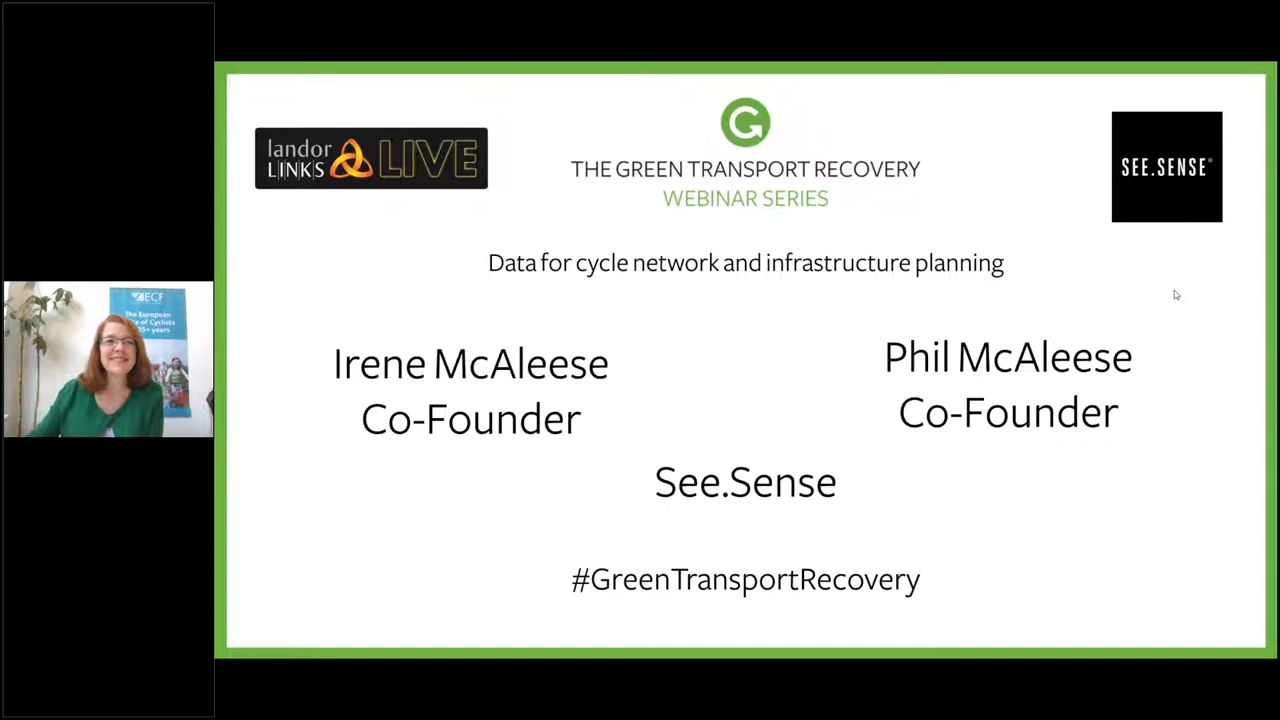 landor
LINKS LIVE
THE GREEN TRANSPORT RECOVERY
WEBINAR SERIES
SEE.SENSE®
Data for cycle network and infrastructure planning
ECF
The European
of Cyclists
years
Irene McAleese
Co-Founder
Phil McAleese
Co-Founder
See.Sense
#GreenTransportRecovery